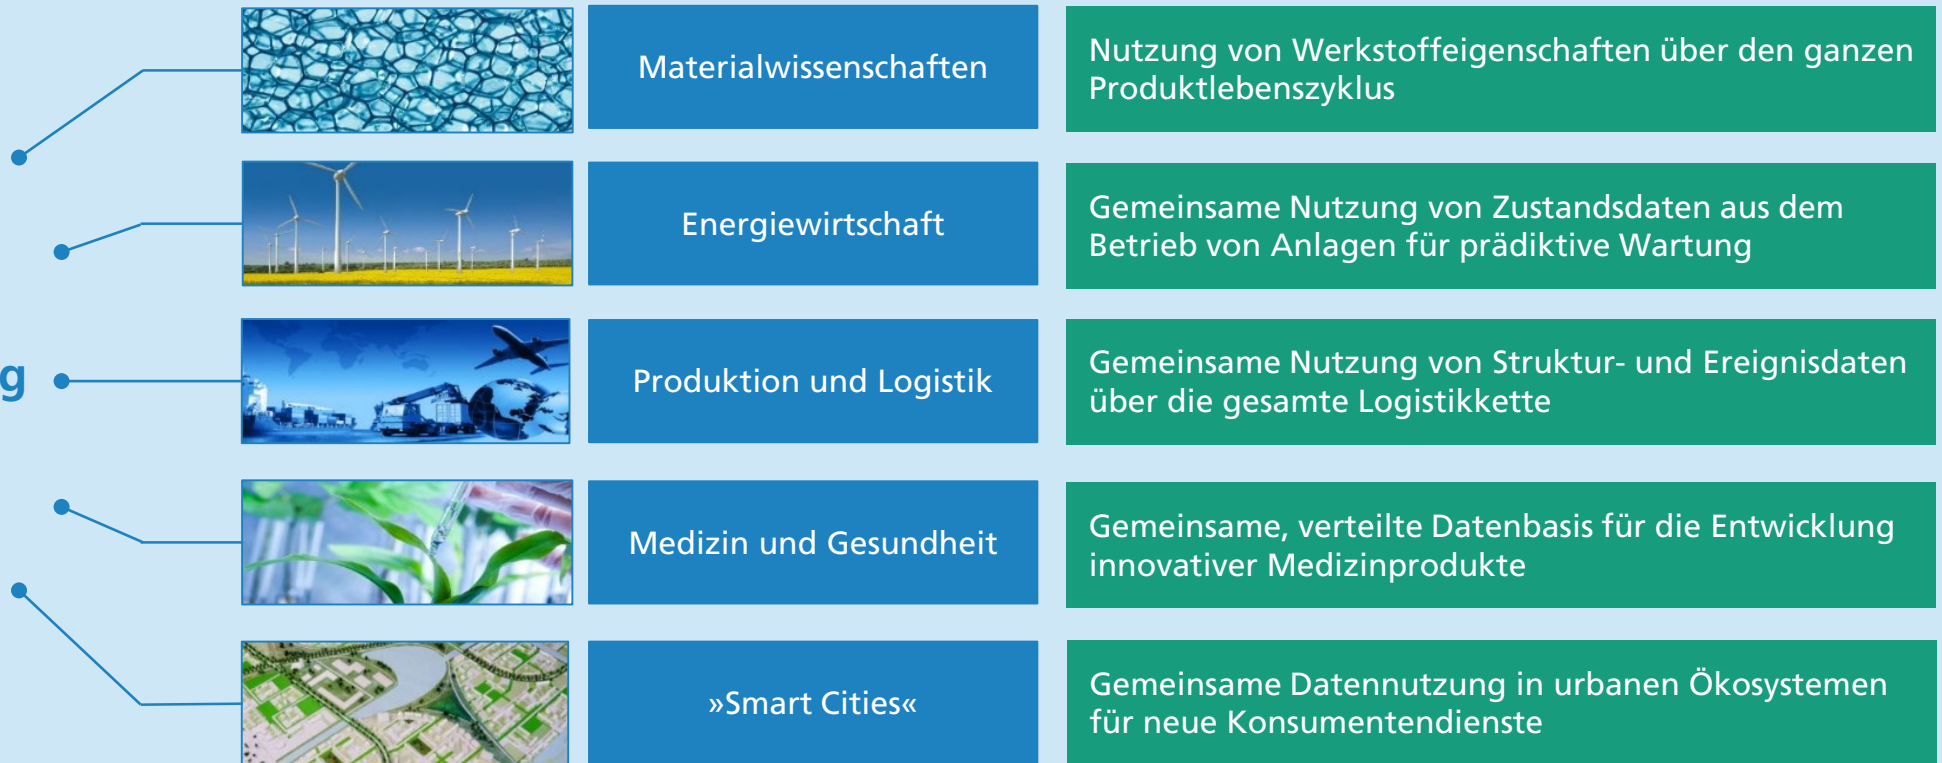 Materialwissenschaften
Nutzung von Werkstoffeigenschaften über den ganzen
Produktlebenszyklus
Energiewirtschaft
Gemeinsame Nutzung von Zustandsdaten aus dem
Betrieb von Anlagen für prädiktive Wartung
g
Produktion und Logistik
Gemeinsame Nutzung von Struktur- und Ereignisdaten
über die gesamte Logistikkette
Medizin und Gesundheit
Gemeinsame, verteilte Datenbasis für die Entwicklung
innovativer Medizinprodukte
»Smart Cities«
Gemeinsame Datennutzung in urbanen Ökosystemen
für neue Konsumentendienste